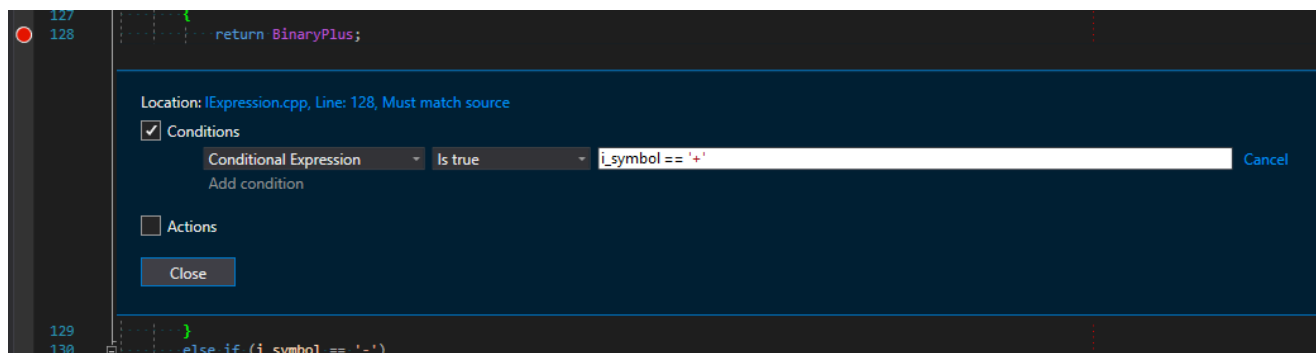 127 {
128 return BinaryPlus;
Location: IExpression.cpp, Line: 128, Must match source
Conditions
Conditional Expression Is true i_symbol == '+' Cancel
Add condition
Actions
Close
129 }
130 else if (i_symbol == '-')